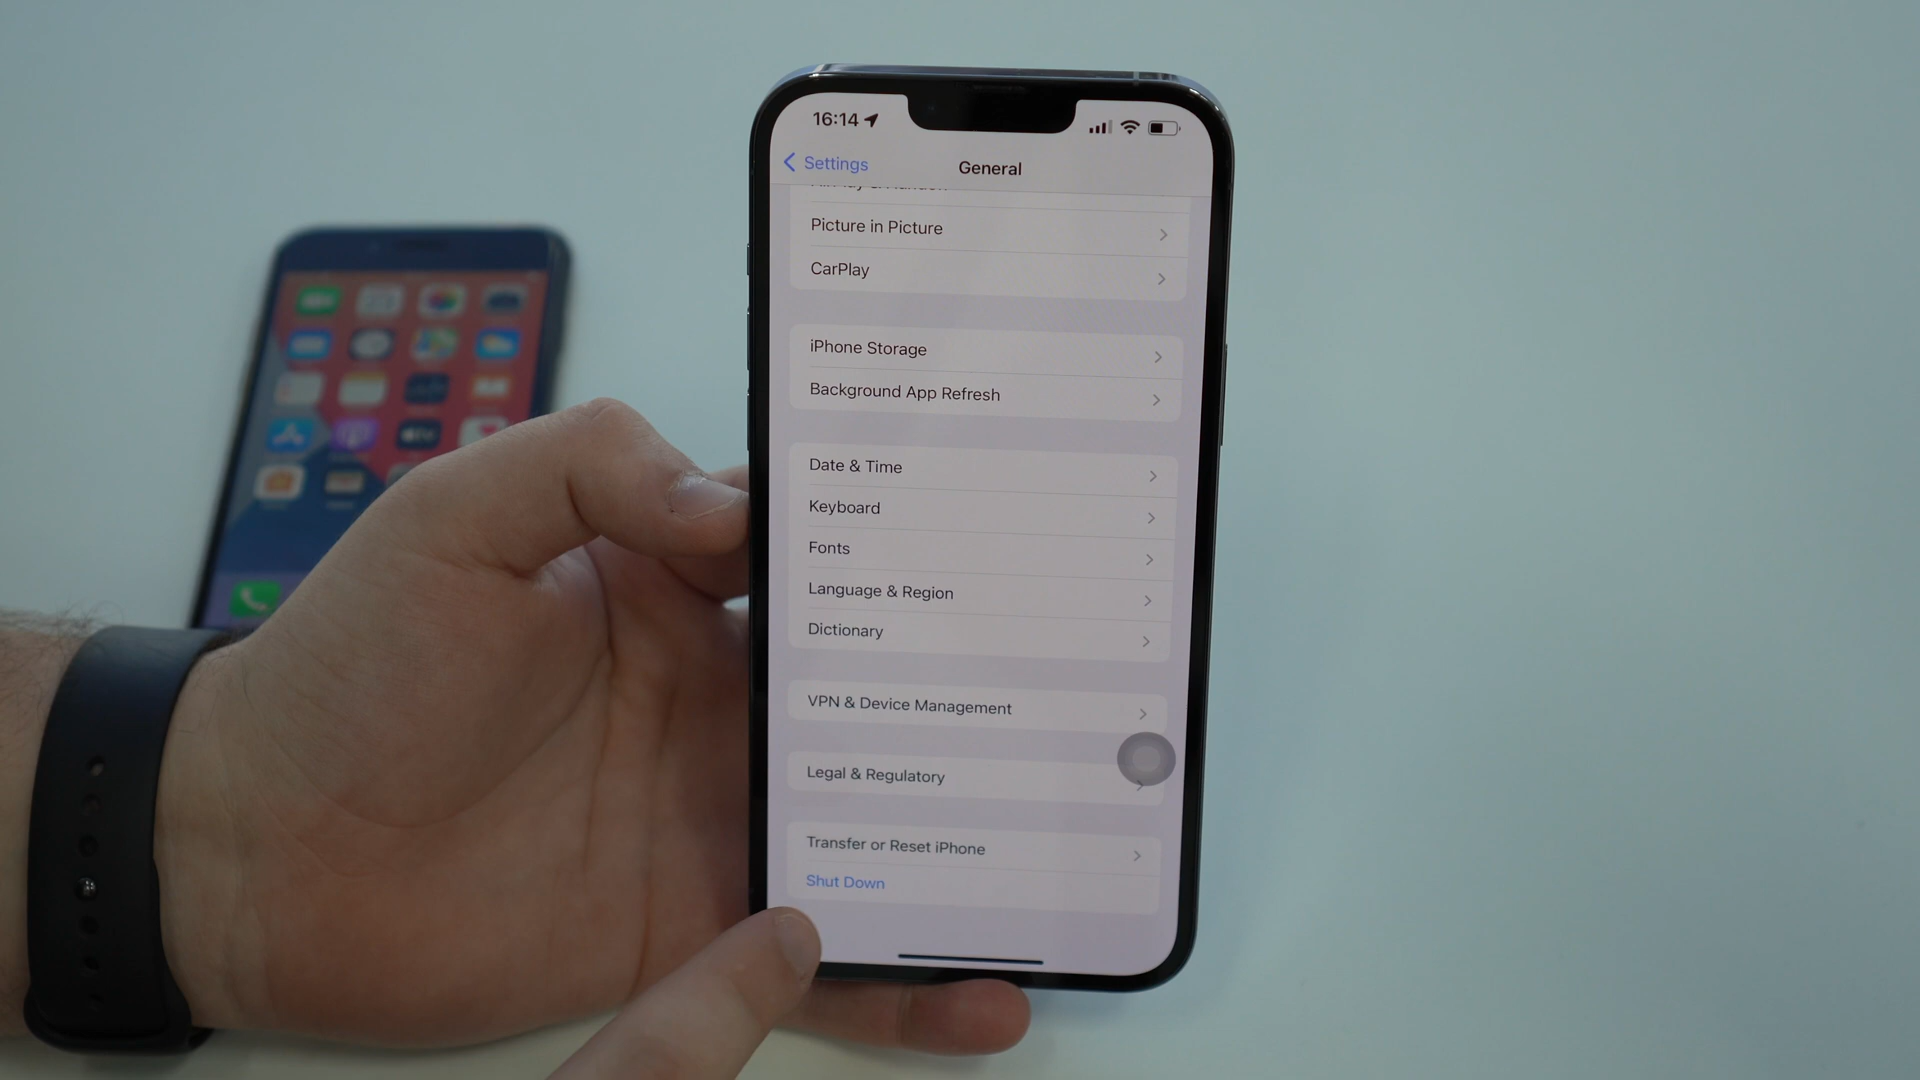 16:14
Settings
General
Picture in Picture
CarPlay
iPhone Storage
Background App Refresh
Date & Time
Keyboard
Fonts
Language & Region
Dictionary
VPN & Device Management
Legal & Regulatory
Transfer or Reset iPhone
Shut Down